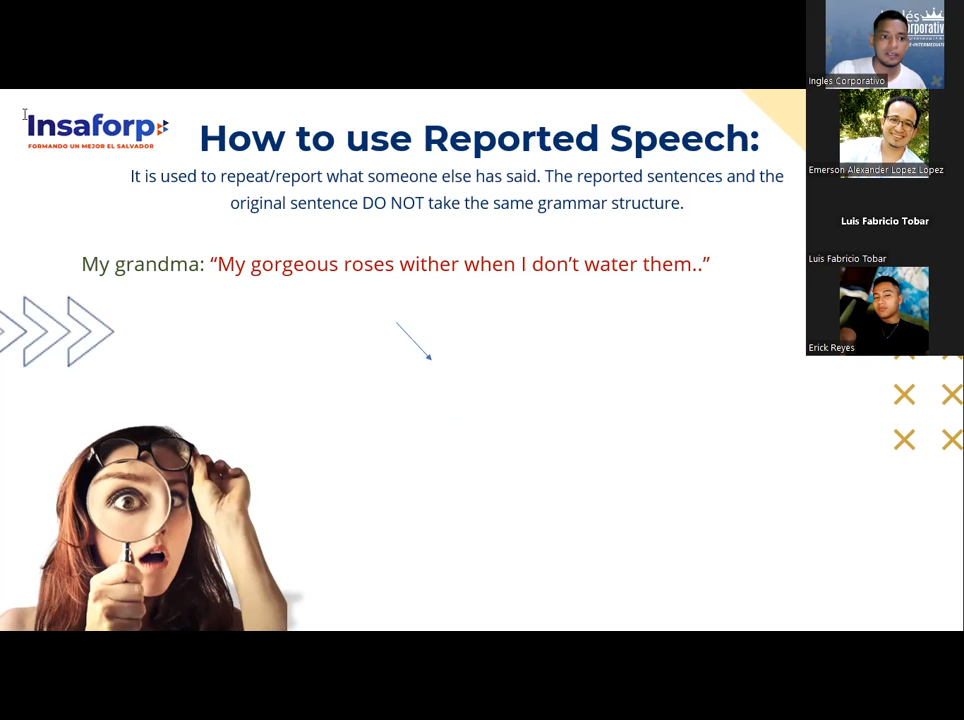 Insaforp
FORMANDO UN MEJOR EL SALVADOR
How to use Reported Speech:
It is used to repeat/report what someone else has said. The reported sentences and the
original sentence DO NOT take the same grammar structure.
My grandma: “My gorgeous roses wither when I don’t water them..”
Ingles Corporativo
Emerson Alexander Lopez Lopez
Luis Fabricio Tobar
Luis Fabricio Tobar
Erick Reyes